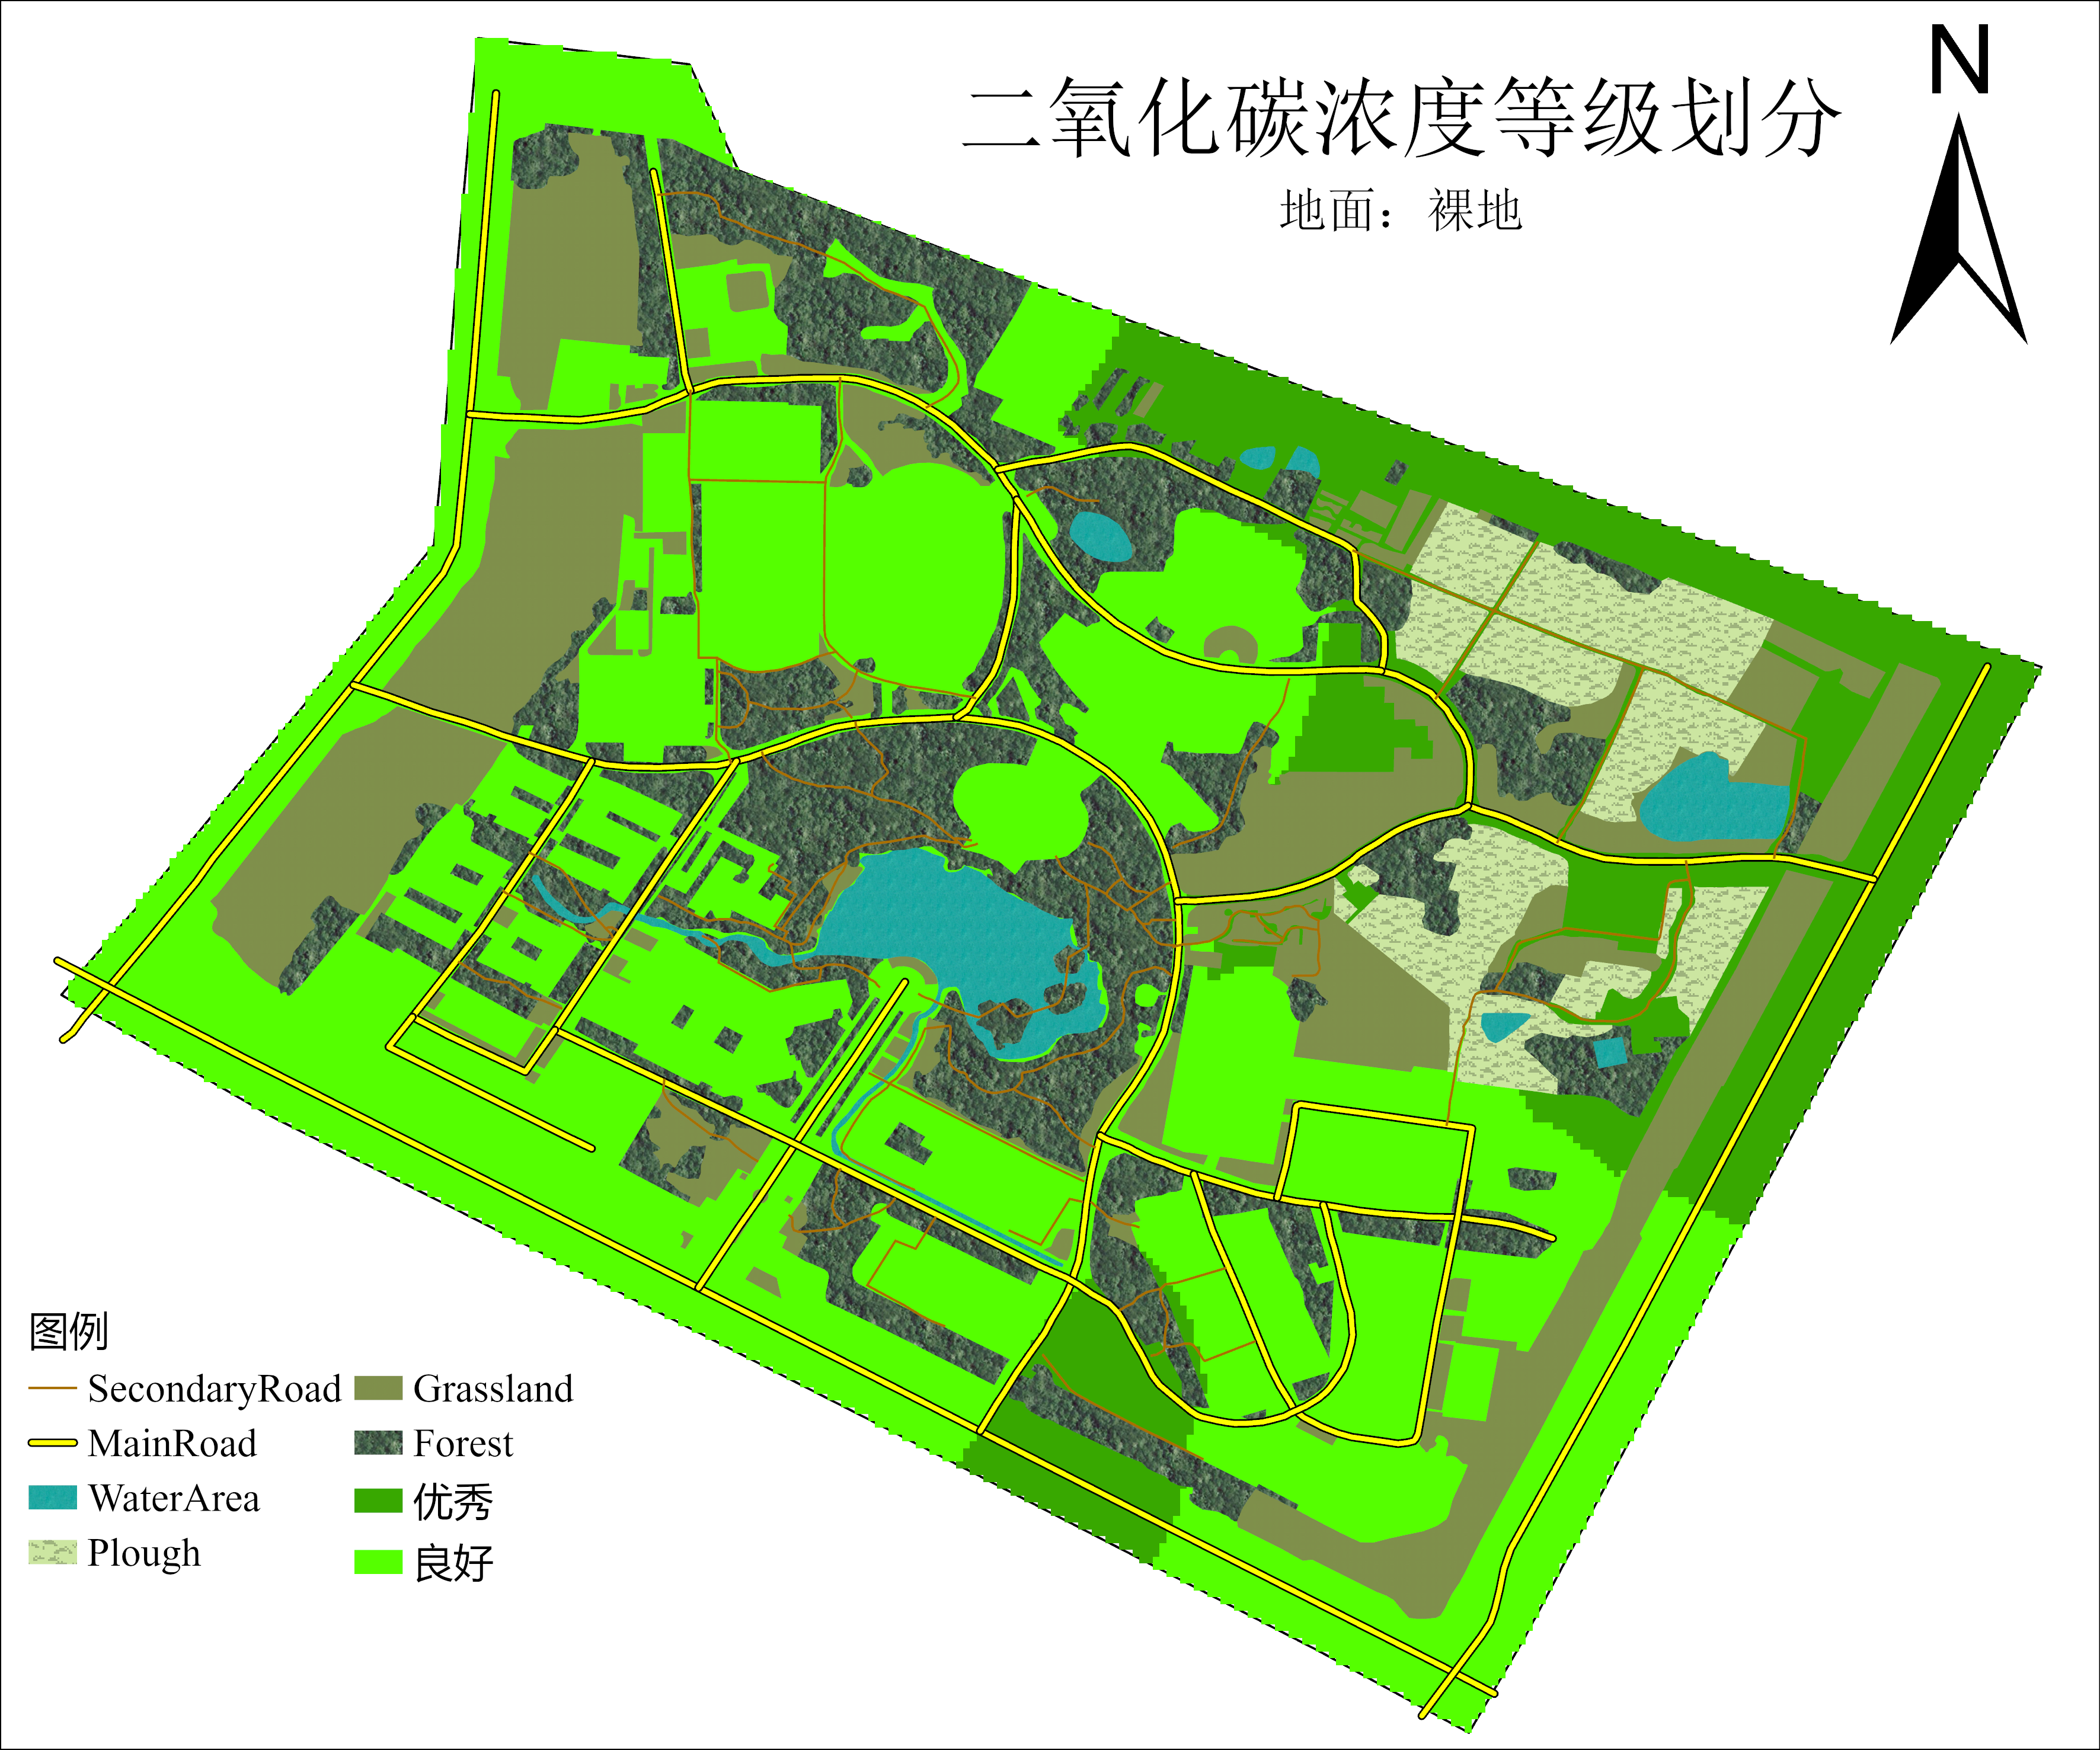 N
二氧化碳浓度等级划分
地面：裸地
图例
SecondaryRoad
Grassland
MainRoad
Forest
WaterArea
优秀
Plough
良好